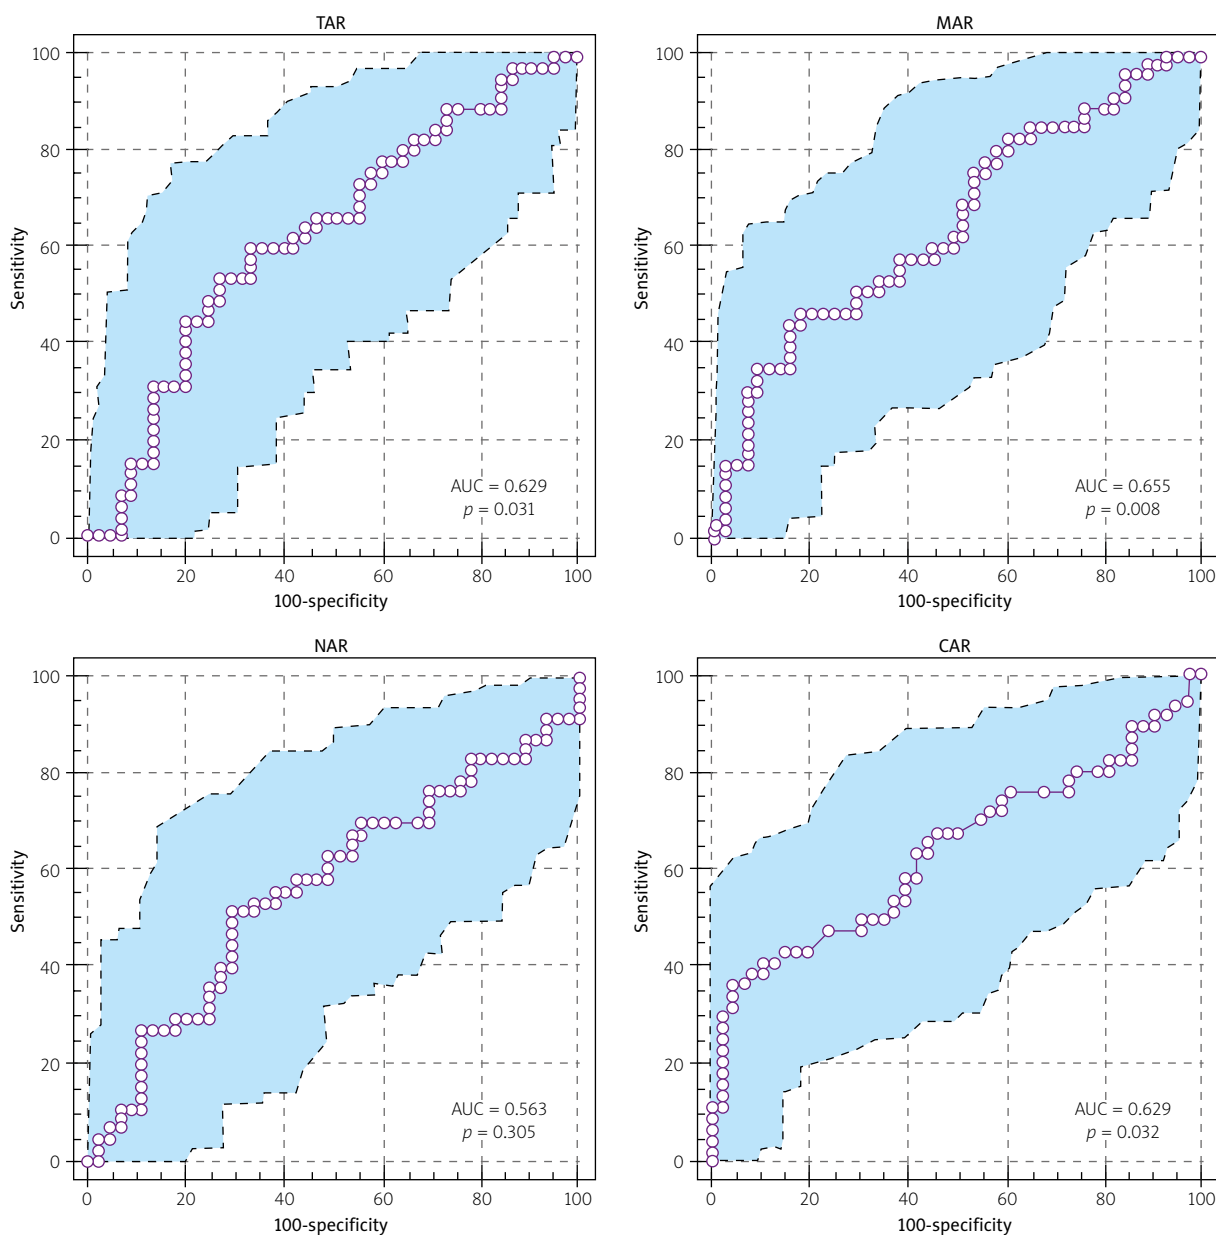 TAR
100
80
60
40
20
0
Sensitivity
AUC = 0.629
p = 0.031
0 20 40 60 80 100
100-specificity
MAR
100
80
60
40
20
0
Sensitivity
AUC = 0.655
p = 0.008
0 20 40 60 80 100
100-specificity
NAR
100
80
60
40
20
0
Sensitivity
AUC = 0.563
p = 0.305
0 20 40 60 80 100
100-specificity
CAR
100
80
60
40
20
0
Sensitivity
AUC = 0.629
p = 0.032
0 20 40 60 80 100
100-specificity